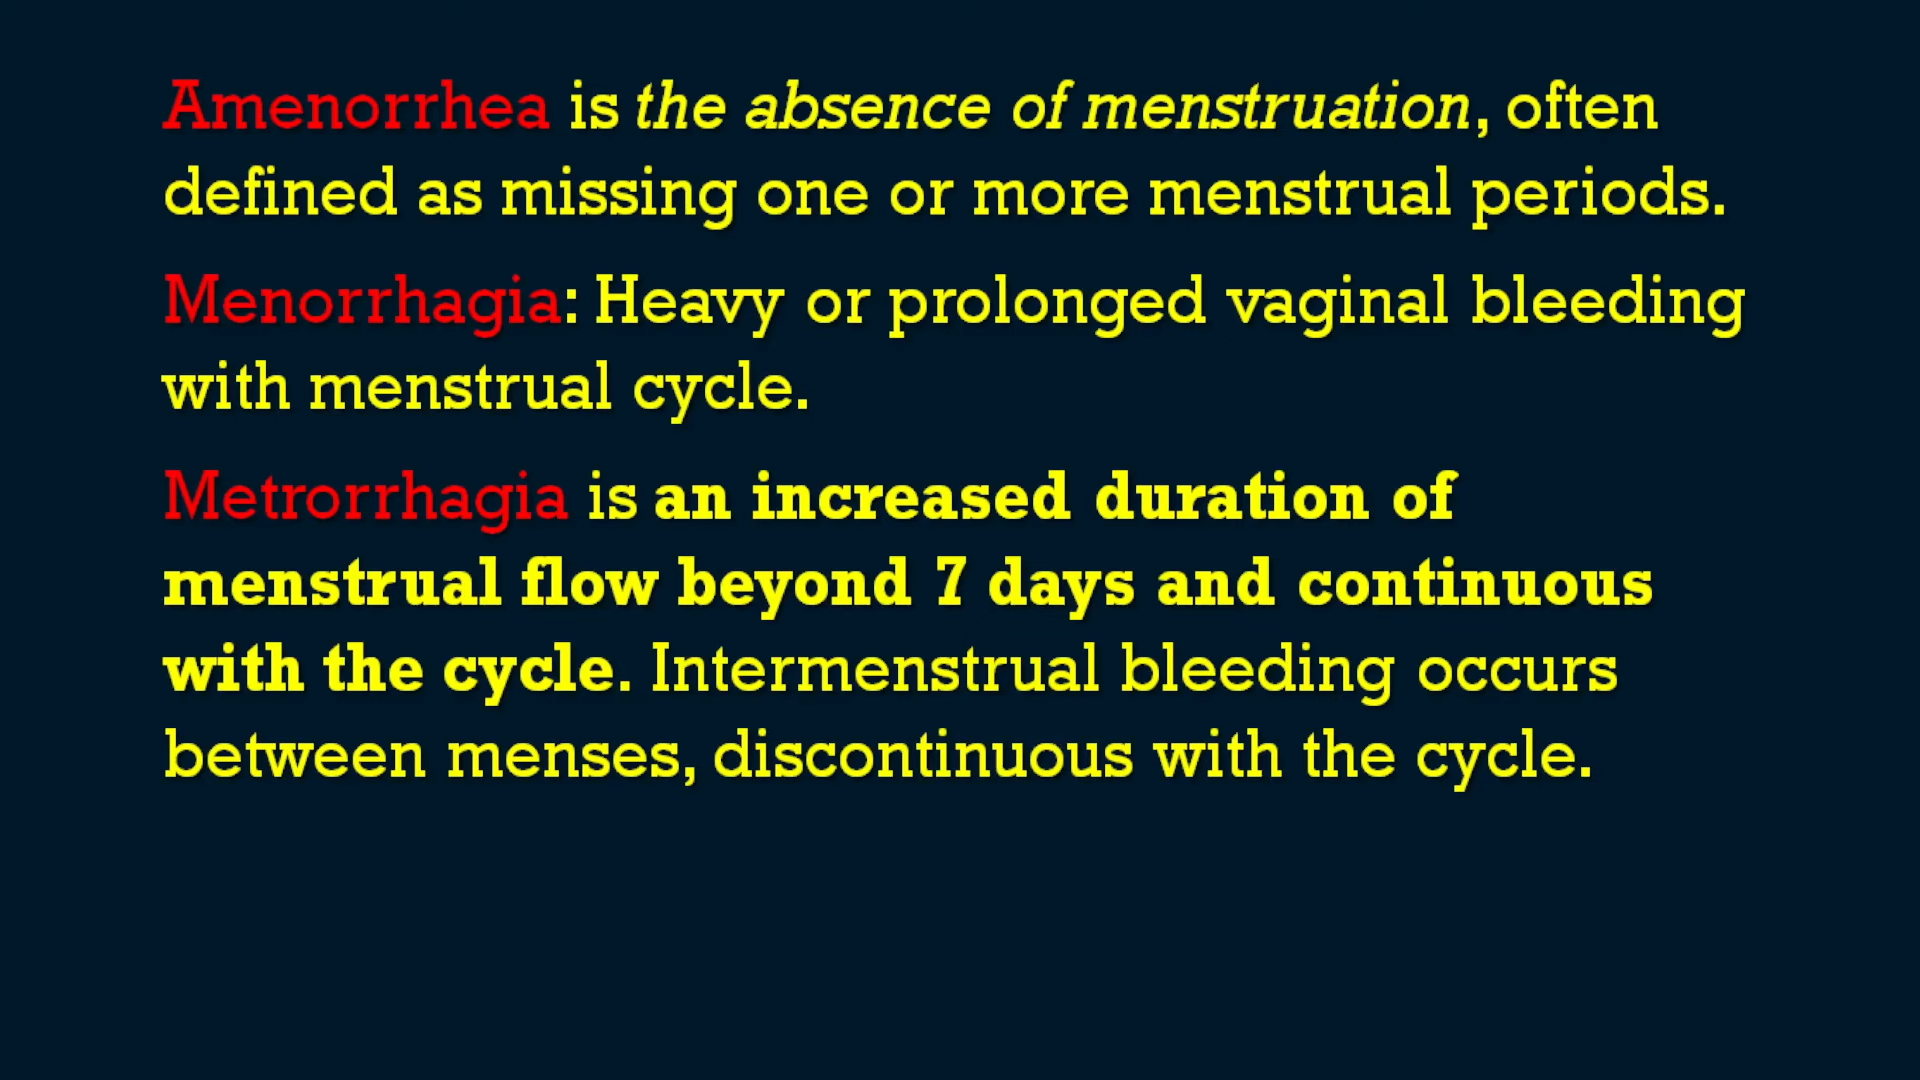 Amenorrhea is the absence of menstruation, often
defined as missing one or more menstrual periods.
Menorrhagia: Heavy or prolonged vaginal bleeding
with menstrual cycle.
Metrorrhagia is an increased duration of
menstrual flow beyond 7 days and continuous
with the cycle. Intermenstrual bleeding occurs
between menses, discontinuous with the cycle.